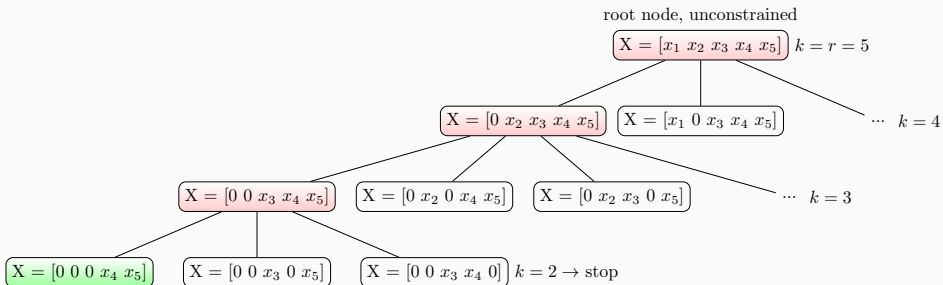 root node, unconstrained
X = [x₁ x₂ x₃ x₄ x₅] k = r = 5
X = [0 x₂ x₃ x₄ x₅] X = [x₁ 0 x₃ x₄ x₅] ... k = 4
X = [0 0 x₃ x₄ x₅] X = [0 x₂ 0 x₄ x₅] X = [0 x₂ x₃ 0 x₅] ... k = 3
X = [0 0 0 x₄ x₅] X = [0 0 x₃ 0 x₅] X = [0 0 x₃ x₄ 0] k = 2 → stop